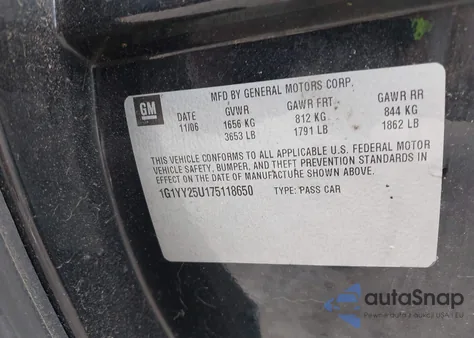 GM
MFD BY GENERAL MOTORS CORP.
DATE GVWR GAWR FRT GAWR RR
11/06 1656 KG 812 KG 844 KG
3653 LB 1791 LB 1862 LB
THIS VEHICLE CONFORMS TO ALL APPLICABLE U.S. FEDERAL MOTOR
VEHICLE SAFETY, BUMPER, AND THEFT PREVENTION STANDARDS IN
EFFECT ON THE DATE OF MANUFACTURE SHOWN ABOVE.
1G1YY25U175118650 TYPE: PASS CAR
autoSnap